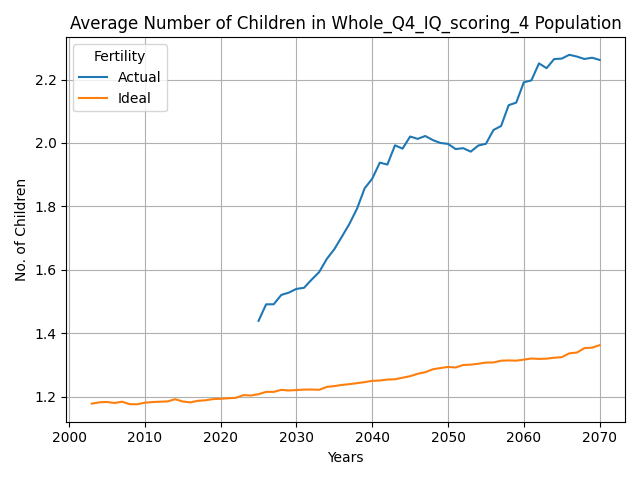 Average Number of Children in Whole_Q4_IQ_scoring_4 Population
Fertility
Actual
Ideal
No. of Children
2.2
2.0
1.8
1.6
1.4
1.2
2000 2010 2020 2030 2040 2050 2060 2070
Years